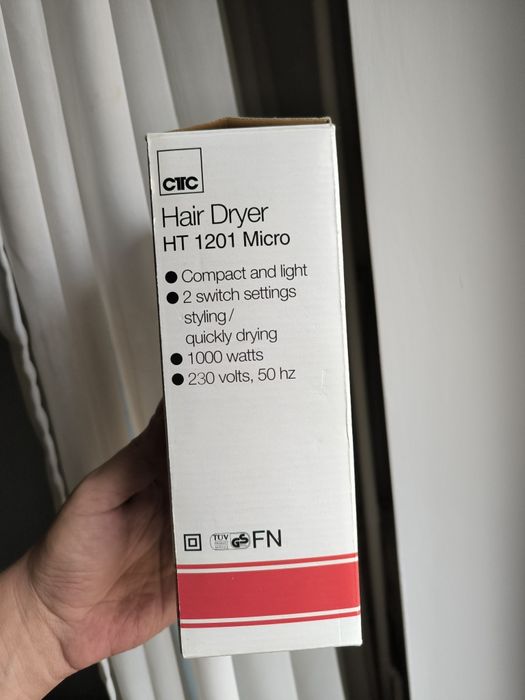 CTC
Hair Dryer
HT 1201 Micro
● Compact and light
● 2 switch settings
styling/
quickly drying
● 1000 watts
● 230 volts, 50 hz
TÜV GS FN